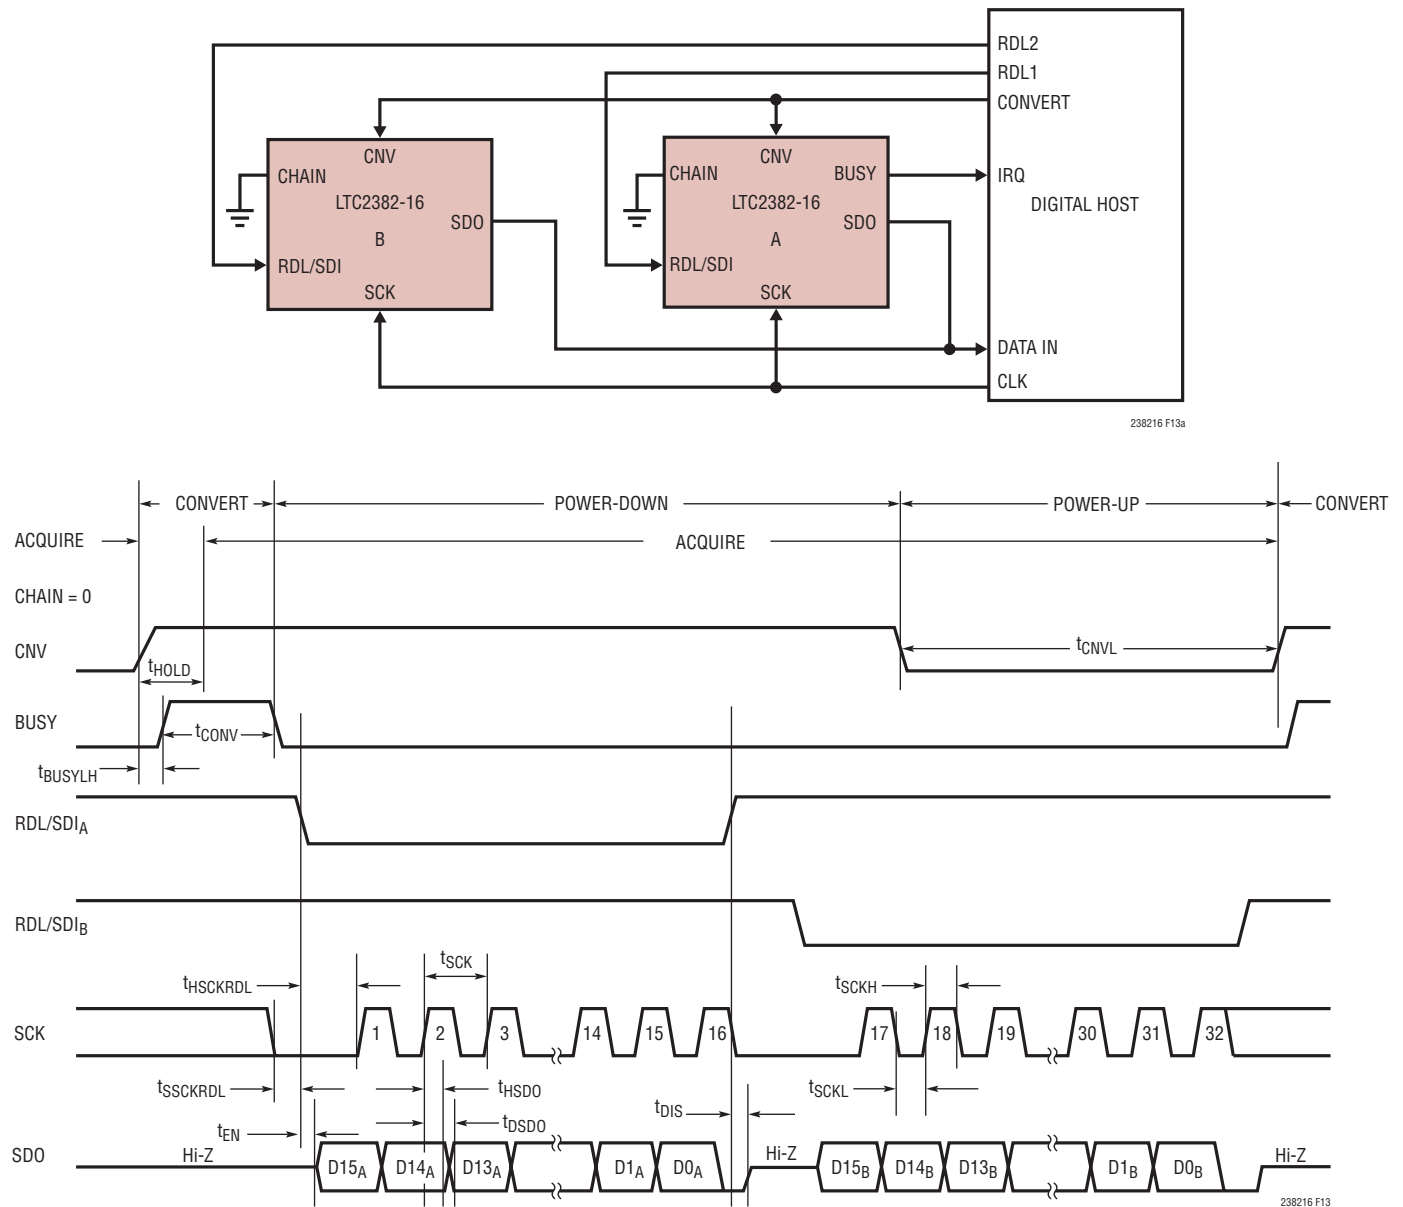 RDL2
RDL1
CONVERT
CNV
CHAIN
LTC2382-16
SDO
B
RDL/SDI
SCK
CNV
CHAIN
BUSY
LTC2382-16
SDO
A
RDL/SDI
SCK
IRQ
DIGITAL HOST
DATA IN
CLK
238216 F13a
CONVERT
POWER-DOWN
POWER-UP
CONVERT
ACQUIRE
ACQUIRE
CHAIN = 0
CNV
tHOLD
tCNVL
BUSY
tCONV
tBUSYLH
RDL/SDIA
RDL/SDIB
tHSCKRDL
tSCK
tSCKH
SCK
1
2
3
14
15
16
17
18
19
30
31
32
tSSCKRDL
tHSDO
tSCKL
tEN
tDSDO
tDIS
SDO
Hi-Z
D15A
D14A
D13A
D1A
D0A
Hi-Z
D15B
D14B
D13B
D1B
D0B
Hi-Z
238216 F13